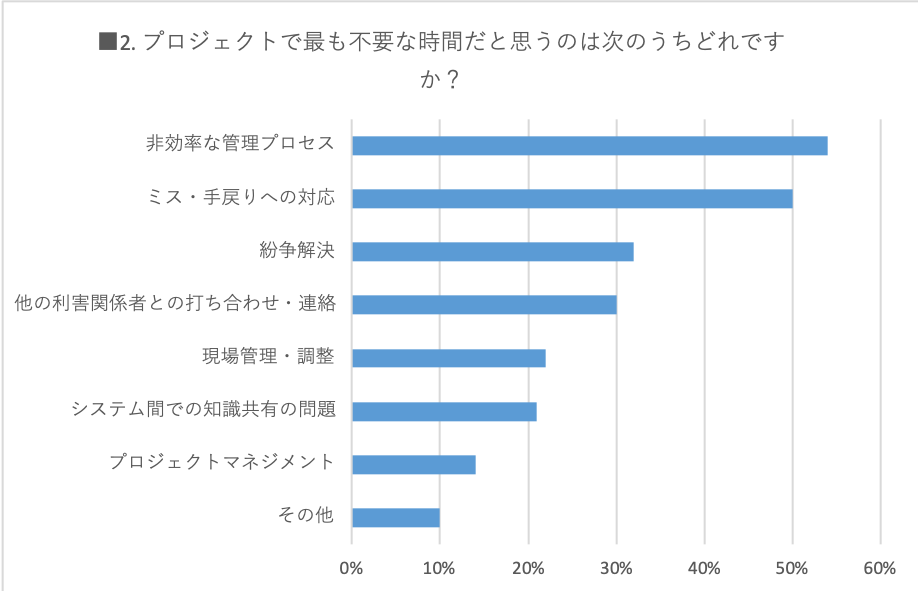 ■2. プロジェクトで最も不要な時間だと思うのは次のうちどれです
か？
非効率な管理プロセス
ミス・手戻りへの対応
紛争解決
他の利害関係者との打ち合わせ・連絡
現場管理・調整
システム間での知識共有の問題
プロジェクトマネジメント
その他
0% 10% 20% 30% 40% 50% 60%